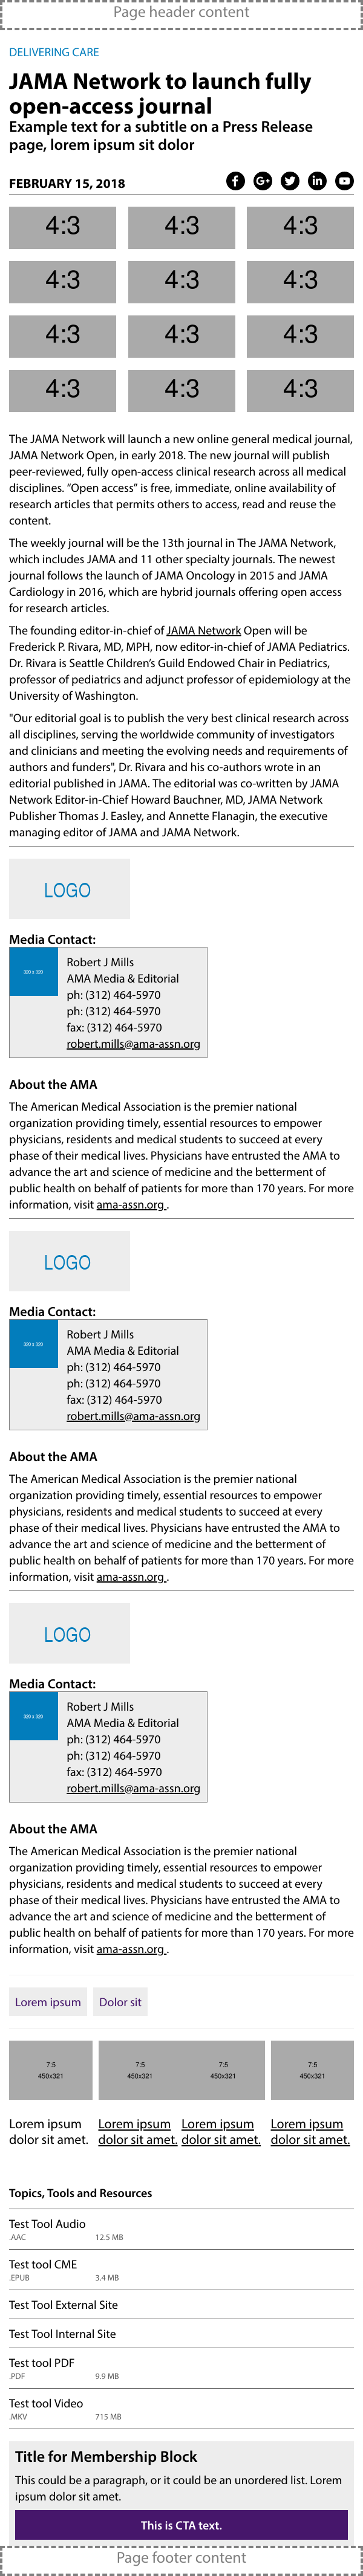 Page header content
DELIVERING CARE
JAMA Network to launch fully
open-access journal
Example text for a subtitle on a Press Release
page, lorem ipsum sit dolor
FEBRUARY 15, 2018
4:3 4:3 4:3
4:3 4:3 4:3
4:3 4:3 4:3
4:3 4:3 4:3
The JAMA Network will launch a new online general medical journal,
JAMA Network Open, in early 2018. The new journal will publish
peer-reviewed, fully open-access clinical research across all medical
disciplines. “Open access” is free, immediate, online availability of
research articles that permits others to access, read and reuse the
content.
The weekly journal will be the 13th journal in The JAMA Network,
which includes JAMA and 11 other specialty journals. The newest
journal follows the launch of JAMA Oncology in 2015 and JAMA
Cardiology in 2016, which are hybrid journals offering open access
for research articles.
The founding editor-in-chief of JAMA Network Open will be
Frederick P. Rivara, MD, MPH, now editor-in-chief of JAMA Pediatrics.
Dr. Rivara is Seattle Children’s Guild Endowed Chair in Pediatrics,
professor of pediatrics and adjunct professor of epidemiology at the
University of Washington.
"Our editorial goal is to publish the very best clinical research across
all disciplines, serving the worldwide community of investigators
and clinicians and meeting the evolving needs and requirements of
authors and funders", Dr. Rivara and his co-authors wrote in an
editorial published in JAMA. The editorial was co-written by JAMA
Network Editor-in-Chief Howard Bauchner, MD, JAMA Network
Publisher Thomas J. Easley, and Annette Flanagin, the executive
managing editor of JAMA and JAMA Network.
LOGO
Media Contact:
320 x 320
Robert J Mills
AMA Media & Editorial
ph: (312) 464-5970
ph: (312) 464-5970
fax: (312) 464-5970
robert.mills@ama-assn.org
About the AMA
The American Medical Association is the premier national
organization providing timely, essential resources to empower
physicians, residents and medical students to succeed at every
phase of their medical lives. Physicians have entrusted the AMA to
advance the art and science of medicine and the betterment of
public health on behalf of patients for more than 170 years. For more
information, visit ama-assn.org .
LOGO
Media Contact:
320 x 320
Robert J Mills
AMA Media & Editorial
ph: (312) 464-5970
ph: (312) 464-5970
fax: (312) 464-5970
robert.mills@ama-assn.org
About the AMA
The American Medical Association is the premier national
organization providing timely, essential resources to empower
physicians, residents and medical students to succeed at every
phase of their medical lives. Physicians have entrusted the AMA to
advance the art and science of medicine and the betterment of
public health on behalf of patients for more than 170 years. For more
information, visit ama-assn.org .
LOGO
Media Contact:
320 x 320
Robert J Mills
AMA Media & Editorial
ph: (312) 464-5970
ph: (312) 464-5970
fax: (312) 464-5970
robert.mills@ama-assn.org
About the AMA
The American Medical Association is the premier national
organization providing timely, essential resources to empower
physicians, residents and medical students to succeed at every
phase of their medical lives. Physicians have entrusted the AMA to
advance the art and science of medicine and the betterment of
public health on behalf of patients for more than 170 years. For more
information, visit ama-assn.org .
Lorem ipsum Dolor sit
7:5 7:5 7:5 7:5
450x321 450x321 450x321 450x321
Lorem ipsum Lorem ipsum Lorem ipsum Lorem ipsum
dolor sit amet. dolor sit amet. dolor sit amet. dolor sit amet.
Topics, Tools and Resources
Test Tool Audio
.AAC 12.5 MB
Test tool CME
.EPUB 3.4 MB
Test Tool External Site
Test Tool Internal Site
Test tool PDF
.PDF 9.9 MB
Test tool Video
.MKV 715 MB
Title for Membership Block
This could be a paragraph, or it could be an unordered list. Lorem
ipsum dolor sit amet.
This is CTA text.
Page footer content